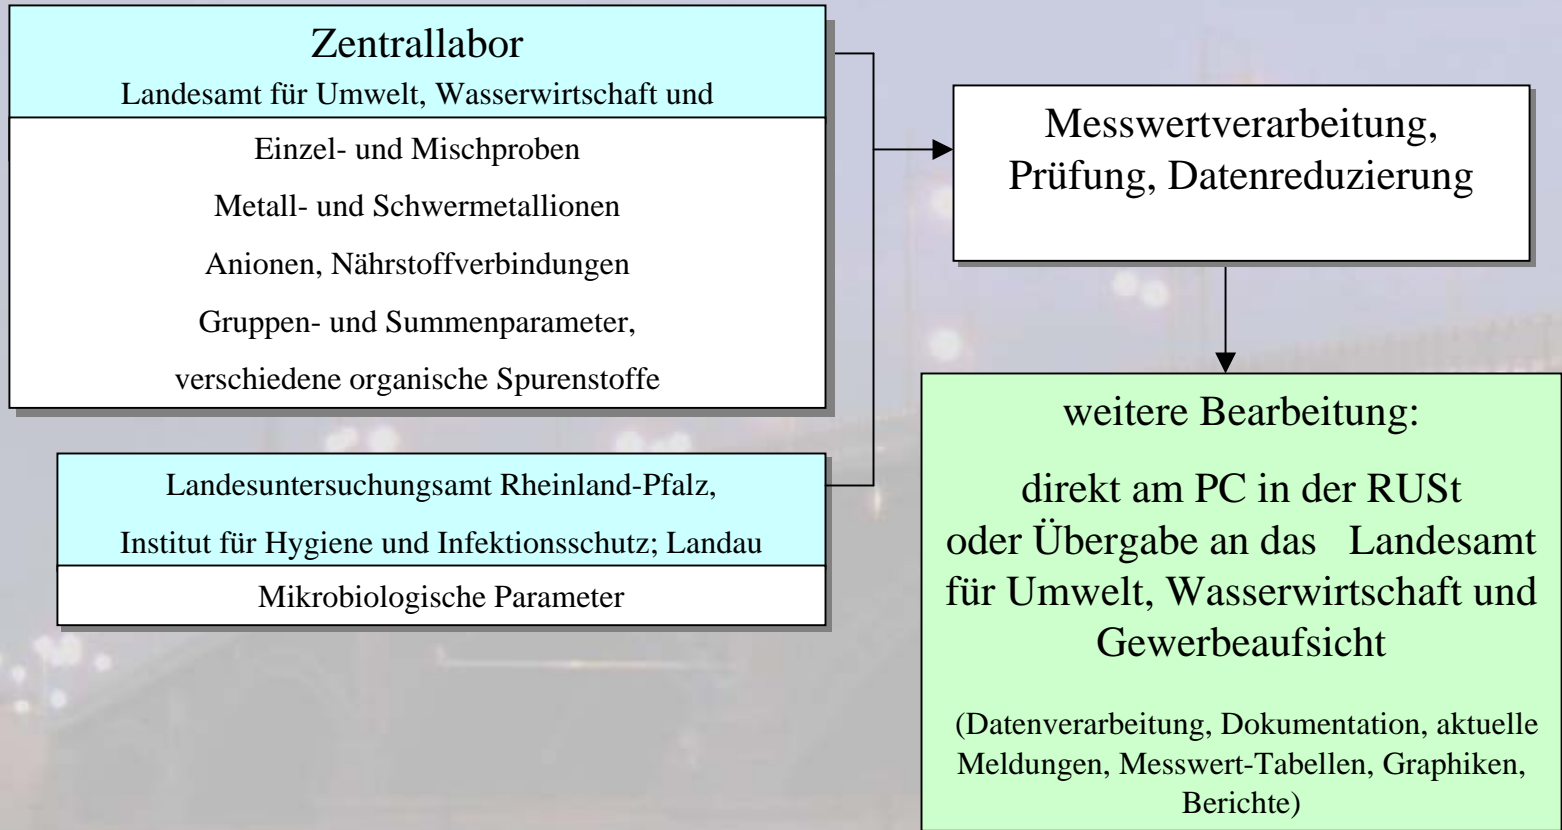 Zentrallabor
Landesamt für Umwelt, Wasserwirtschaft und
Einzel- und Mischproben
Metall- und Schwermetallionen
Anionen, Nährstoffverbindungen
Gruppen- und Summenparameter,
verschiedene organische Spurenstoffe
Landesuntersuchungsamt Rheinland-Pfalz,
Institut für Hygiene und Infektionsschutz; Landau
Mikrobiologische Parameter
Messwertverarbeitung,
Prüfung, Datenreduzierung
weitere Bearbeitung:
direkt am PC in der RUSt
oder Übergabe an das Landesamt
für Umwelt, Wasserwirtschaft und
Gewerbeaufsicht
(Datenverarbeitung, Dokumentation, aktuelle
Meldungen, Messwert-Tabellen, Graphiken,
Berichte)